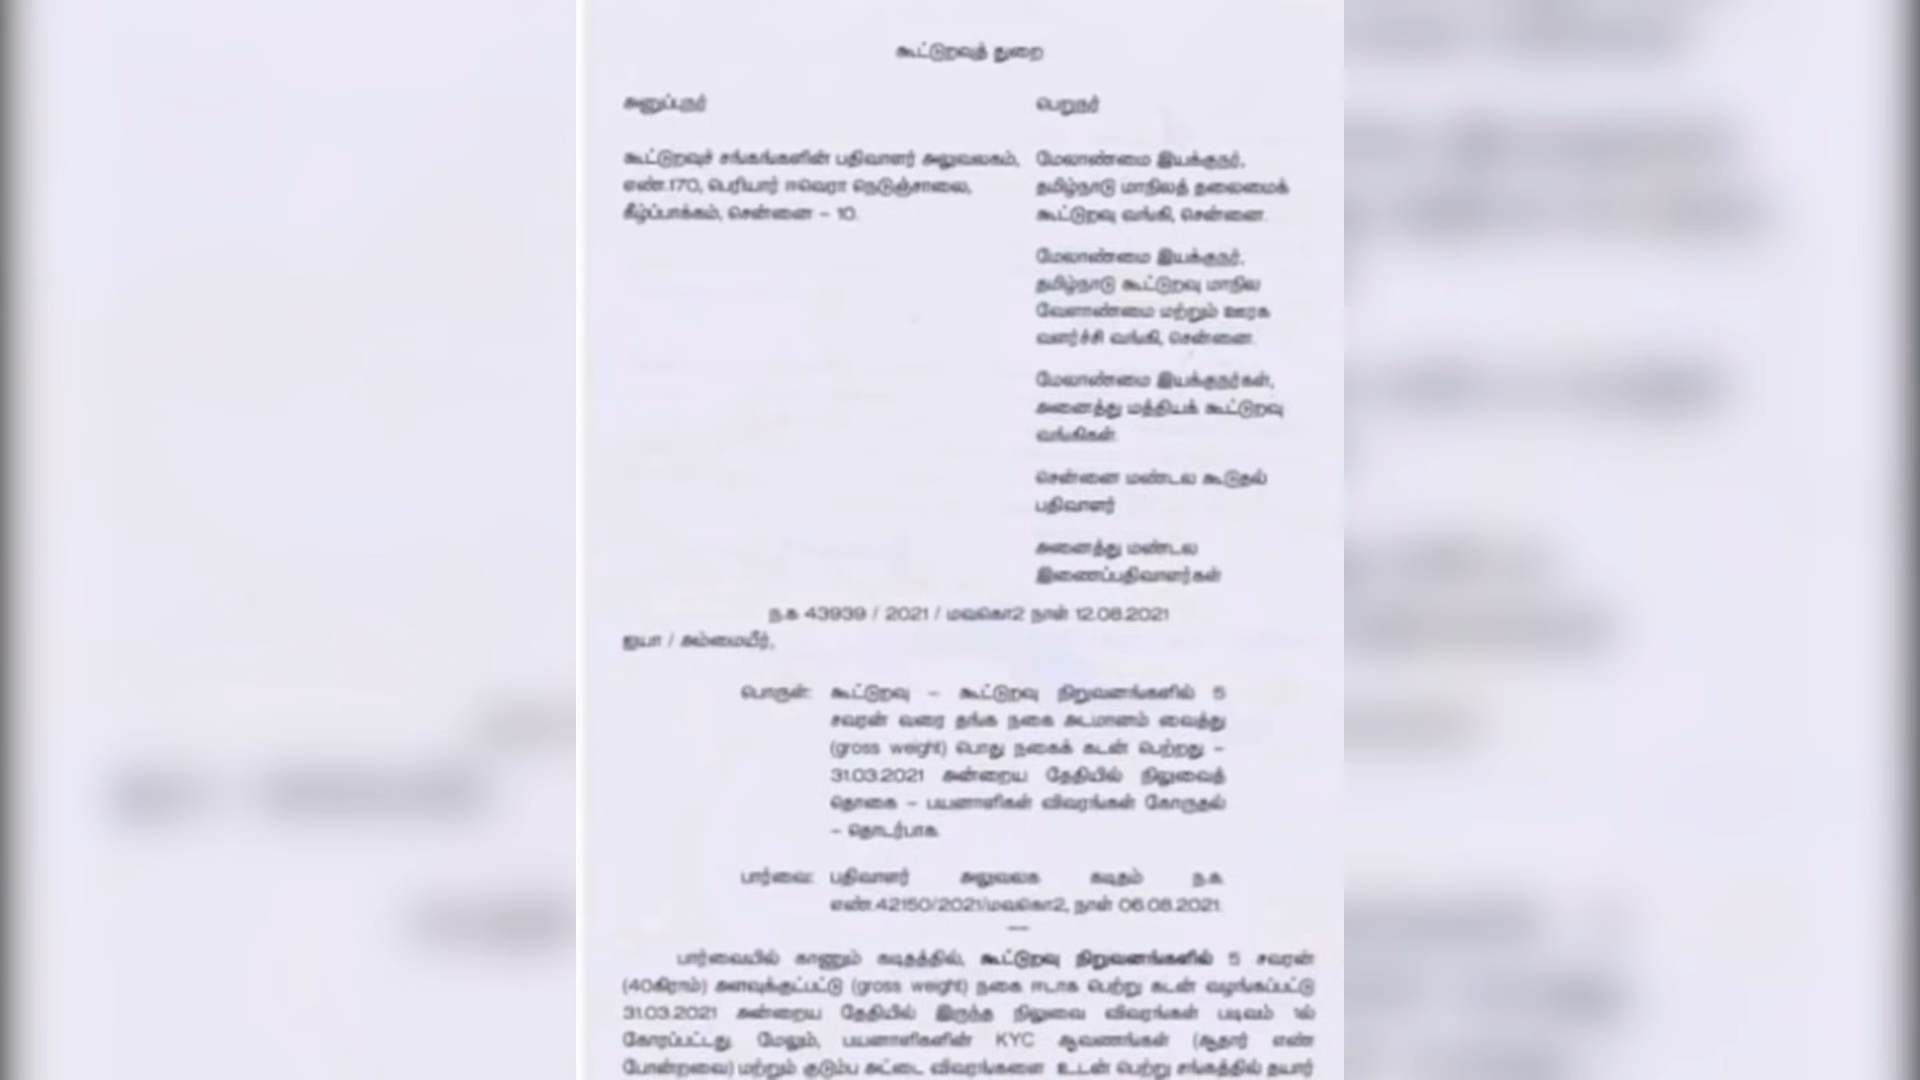 கூட்டுறவுத் துறை
அனுப்புநர்
கூட்டுறவுச் சங்கங்களின் பதிவாளர் அலுவலகம்,
எண்.170, பெரியார் ஈவெரா நெடுஞ்சாலை,
கீழ்ப்பாக்கம், சென்னை – 10.
பெறுநர்
மேலாண்மை இயக்குநர்,
தமிழ்நாடு மாநிலத் தலைமைக்
கூட்டுறவு வங்கி, சென்னை.
மேலாண்மை இயக்குநர்,
தமிழ்நாடு கூட்டுறவு மாநில
வேளாண்மை மற்றும் ஊரக
வளர்ச்சி வங்கி, சென்னை.
மேலாண்மை இயக்குநர்கள்,
அனைத்து மத்தியக் கூட்டுறவு
வங்கிகள்.
சென்னை மண்டல கூடுதல்
பதிவாளர்
அனைத்து மண்டல
இணைப்பதிவாளர்கள்
ந.க 43939 / 2021 / மவகொ2 நாள் 12.08.2021
ஐயா / அம்மையீர்,
பொருள்: கூட்டுறவு – கூட்டுறவு நிறுவனங்களில் 5
சவரன் வரை தங்க நகை அடமானம் வைத்து
(gross weight) பொது நகைக் கடன் பெற்றது –
31.03.2021 அன்றைய தேதியில் நிலுவைத்
தொகை – பயனாளிகள் விவரங்கள் கோருதல்
– தொடர்பாக.
பார்வை: பதிவாளர் அலுவலக கடிதம் ந.க.
எண்.42150/2021/மவகொ2, நாள் 06.08.2021.
---
பார்வையில் காணும் கடிதத்தில், கூட்டுறவு நிறுவனங்களில் 5 சவரன்
(40கிராம்) அளவுக்குட்பட்டு (gross weight) நகை ஈடாக பெற்று கடன் வழங்கப்பட்டு
31.03.2021 அன்றைய தேதியில் இருந்த நிலுவை விவரங்கள் படிவம் 1ல்
கோரப்பட்டது. மேலும், பயனாளிகளின் KYC ஆவணங்கள் (ஆதார் எண்
போன்றவை) மற்றும் குடும்ப அட்டை விவரங்களை உடன் பெற்று சங்கத்தில் தயார்